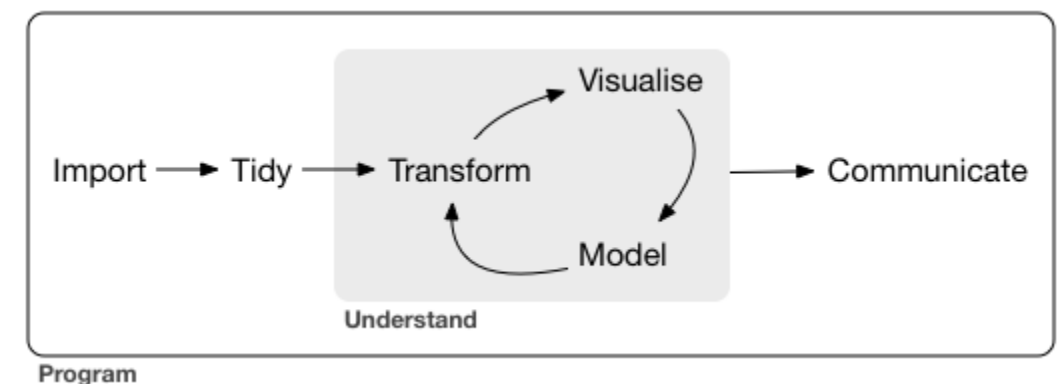 Visualise
Import Tidy Transform Communicate
Model
Understand
Program